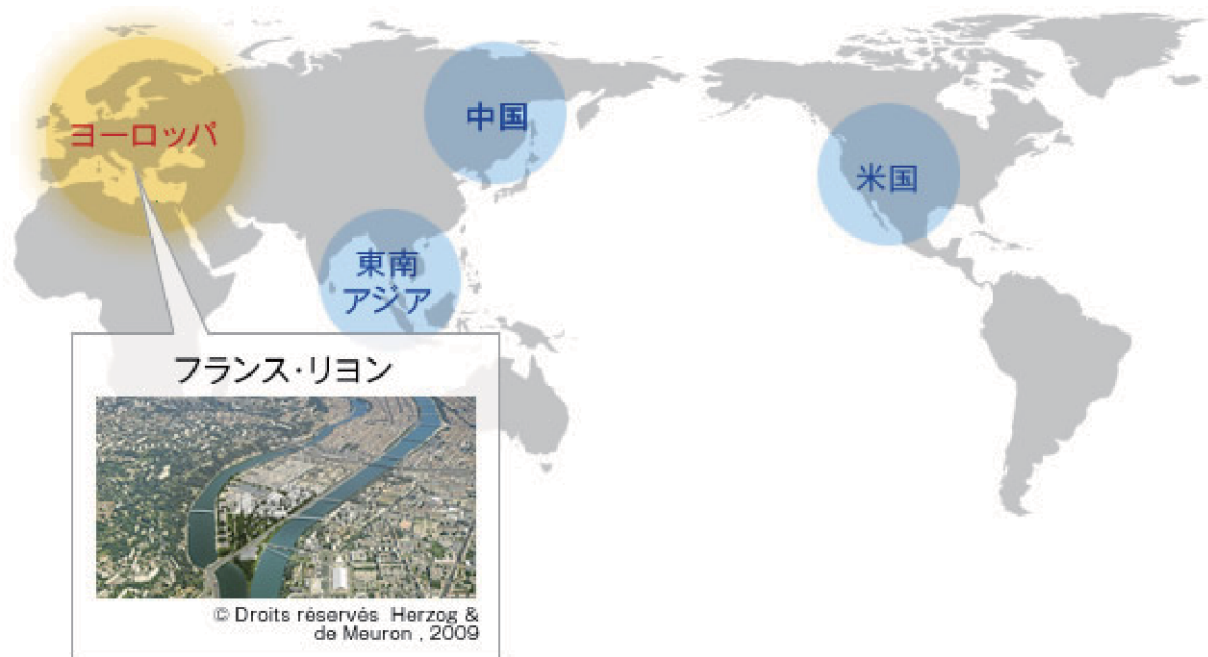 ヨーロッパ
中国
米国
東南
アジア
フランス・リヨン
© Droits réservés Herzog &
de Meuron , 2009